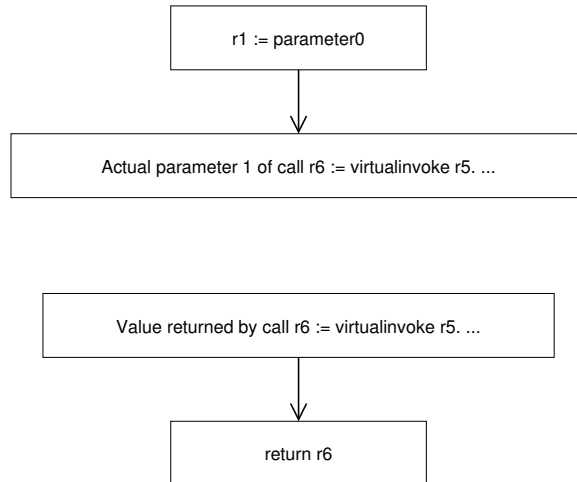 r1 := parameter0
Actual parameter 1 of call r6 := virtualinvoke r5. ...
Value returned by call r6 := virtualinvoke r5. ...
return r6